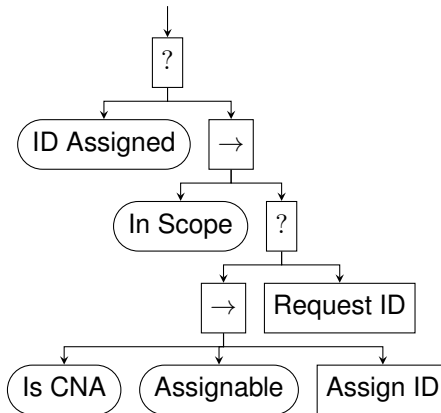 ?
ID Assigned →
In Scope ?
→ Request ID
Is CNA Assignable Assign ID